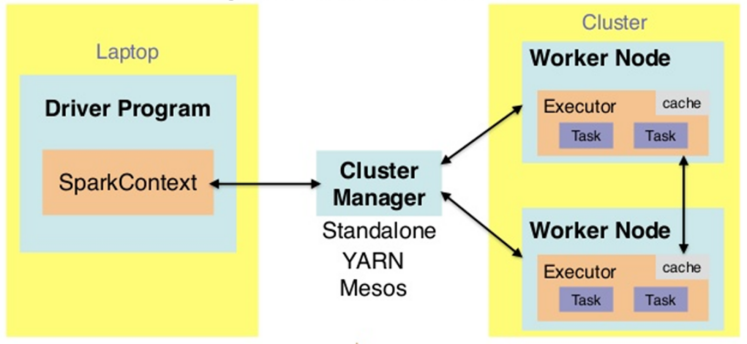 Laptop
Driver Program
SparkContext
Cluster
Manager
Standalone
YARN
Mesos
Cluster
Worker Node
Executor
cache
Task
Task
Worker Node
Executor
cache
Task
Task